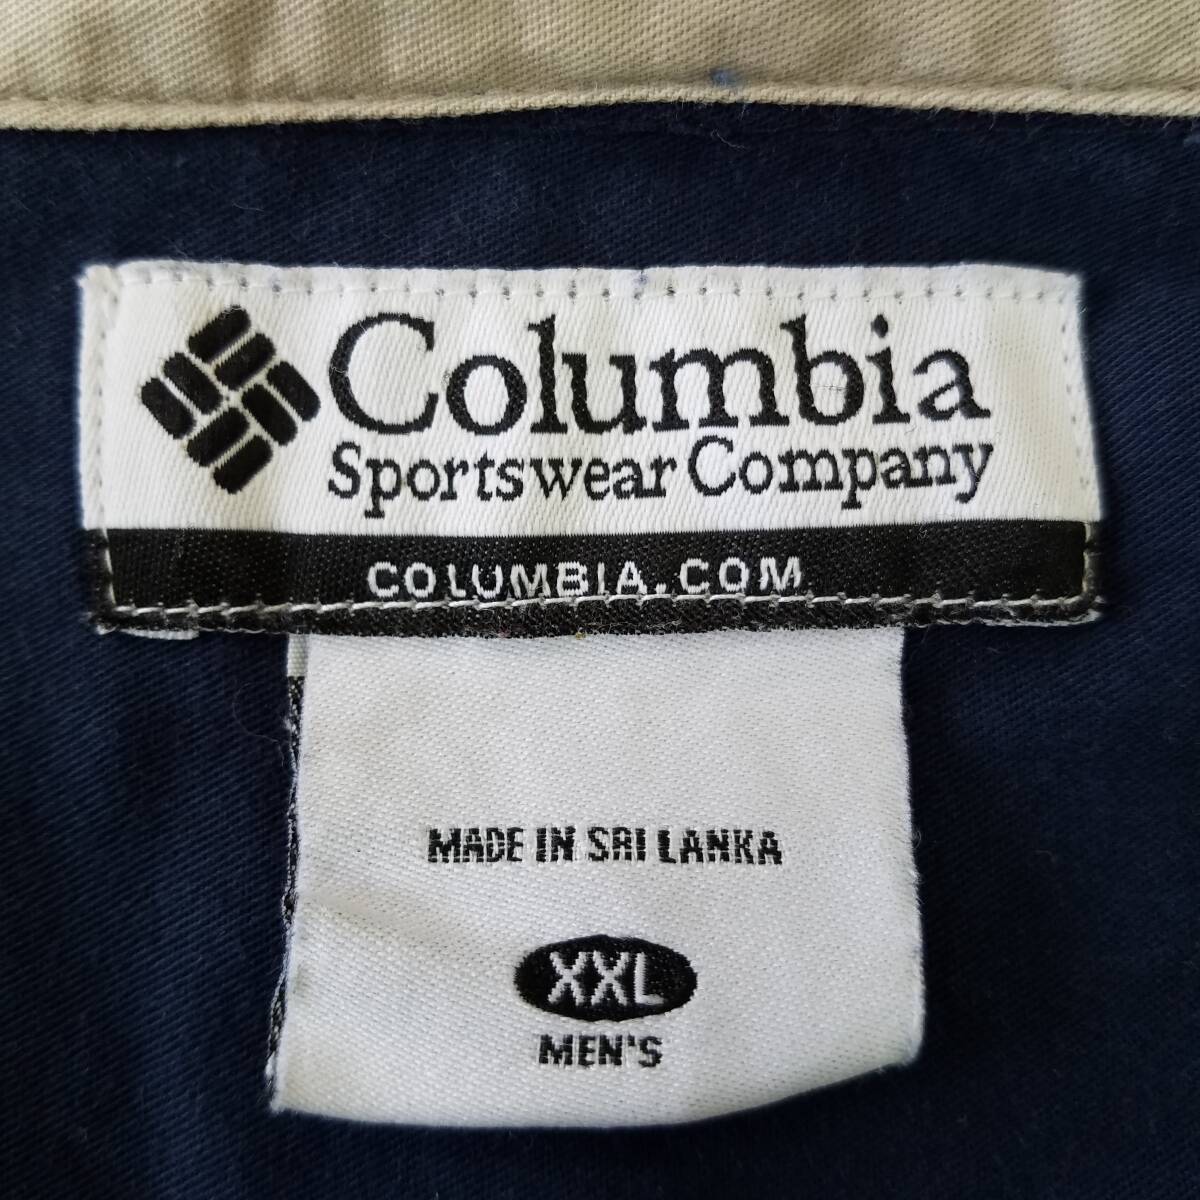 Columbia
Sportswear Company
COLUMBIA.COM
MADE IN SRI LANKA
XXL
MEN'S